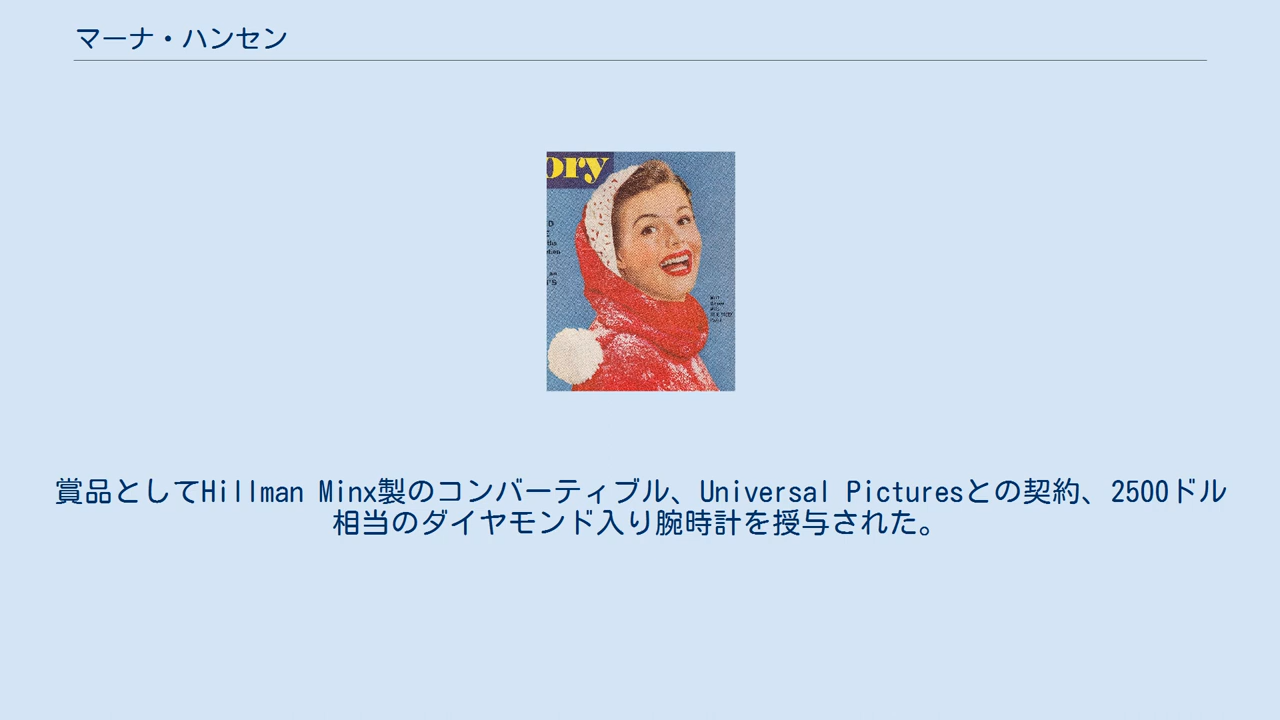 マーナ・ハンセン
ory
賞品としてHillman Minx製のコンバーティブル、Universal Picturesとの契約、2500ドル
相当のダイヤモンド入り腕時計を授与された。